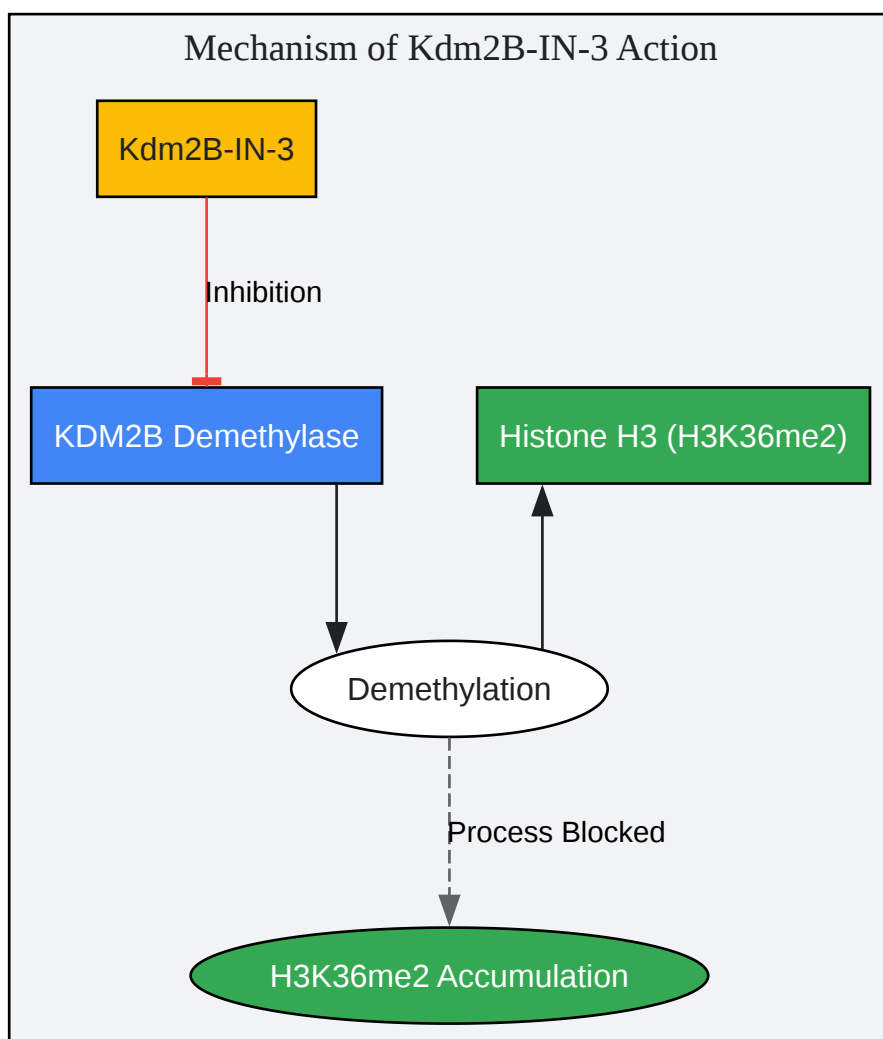 Mechanism of Kdm2B-IN-3 Action
Kdm2B-IN-3
Inhibition
KDM2B Demethylase
Histone H3 (H3K36me2)
Demethylation
Process Blocked
H3K36me2 Accumulation